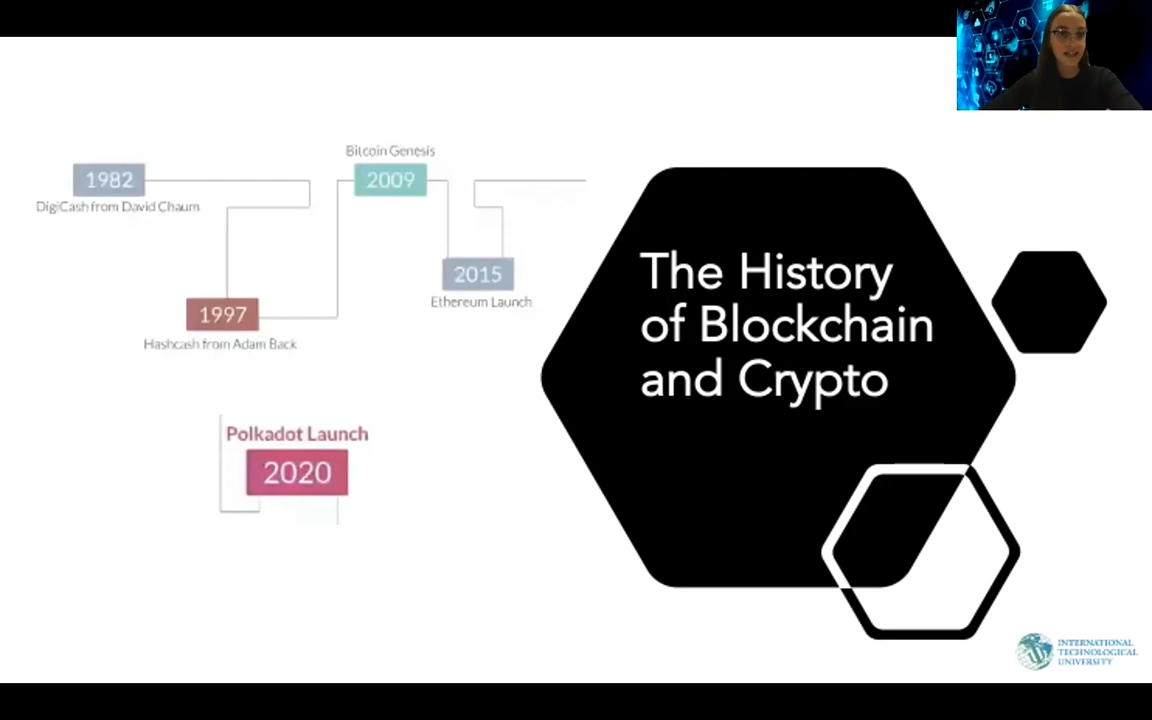 Bitcoin Genesis
1982
2009
DigiCash from David Chaum
2015
Ethereum Launch
1997
Hashcash from Adam Back
Polkadot Launch
2020
The History
of Blockchain
and Crypto
INTERNATIONAL
TECHNOLOGICAL
UNIVERSITY